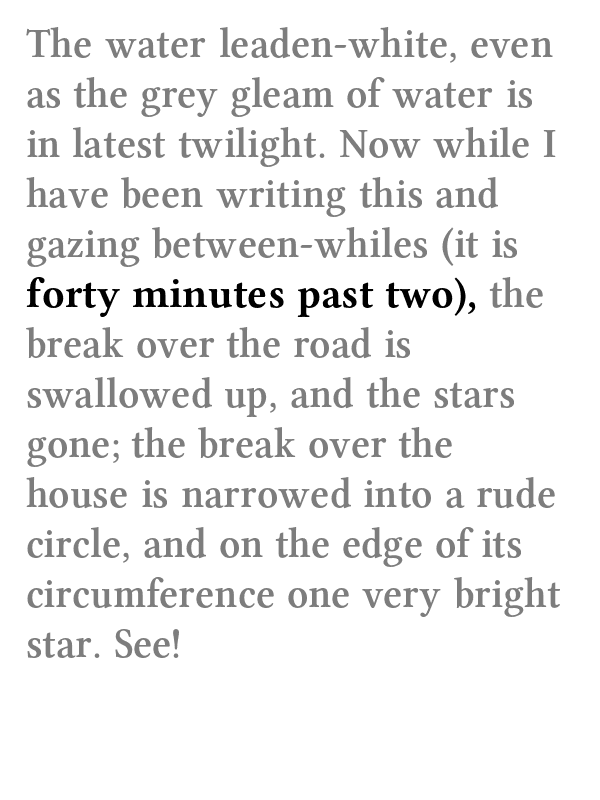 The water leaden-white, even
as the grey gleam of water is
in latest twilight. Now while I
have been writing this and
gazing between-whiles (it is
forty minutes past two), the
break over the road is
swallowed up, and the stars
gone; the break over the
house is narrowed into a rude
circle, and on the edge of its
circumference one very bright
star. See!